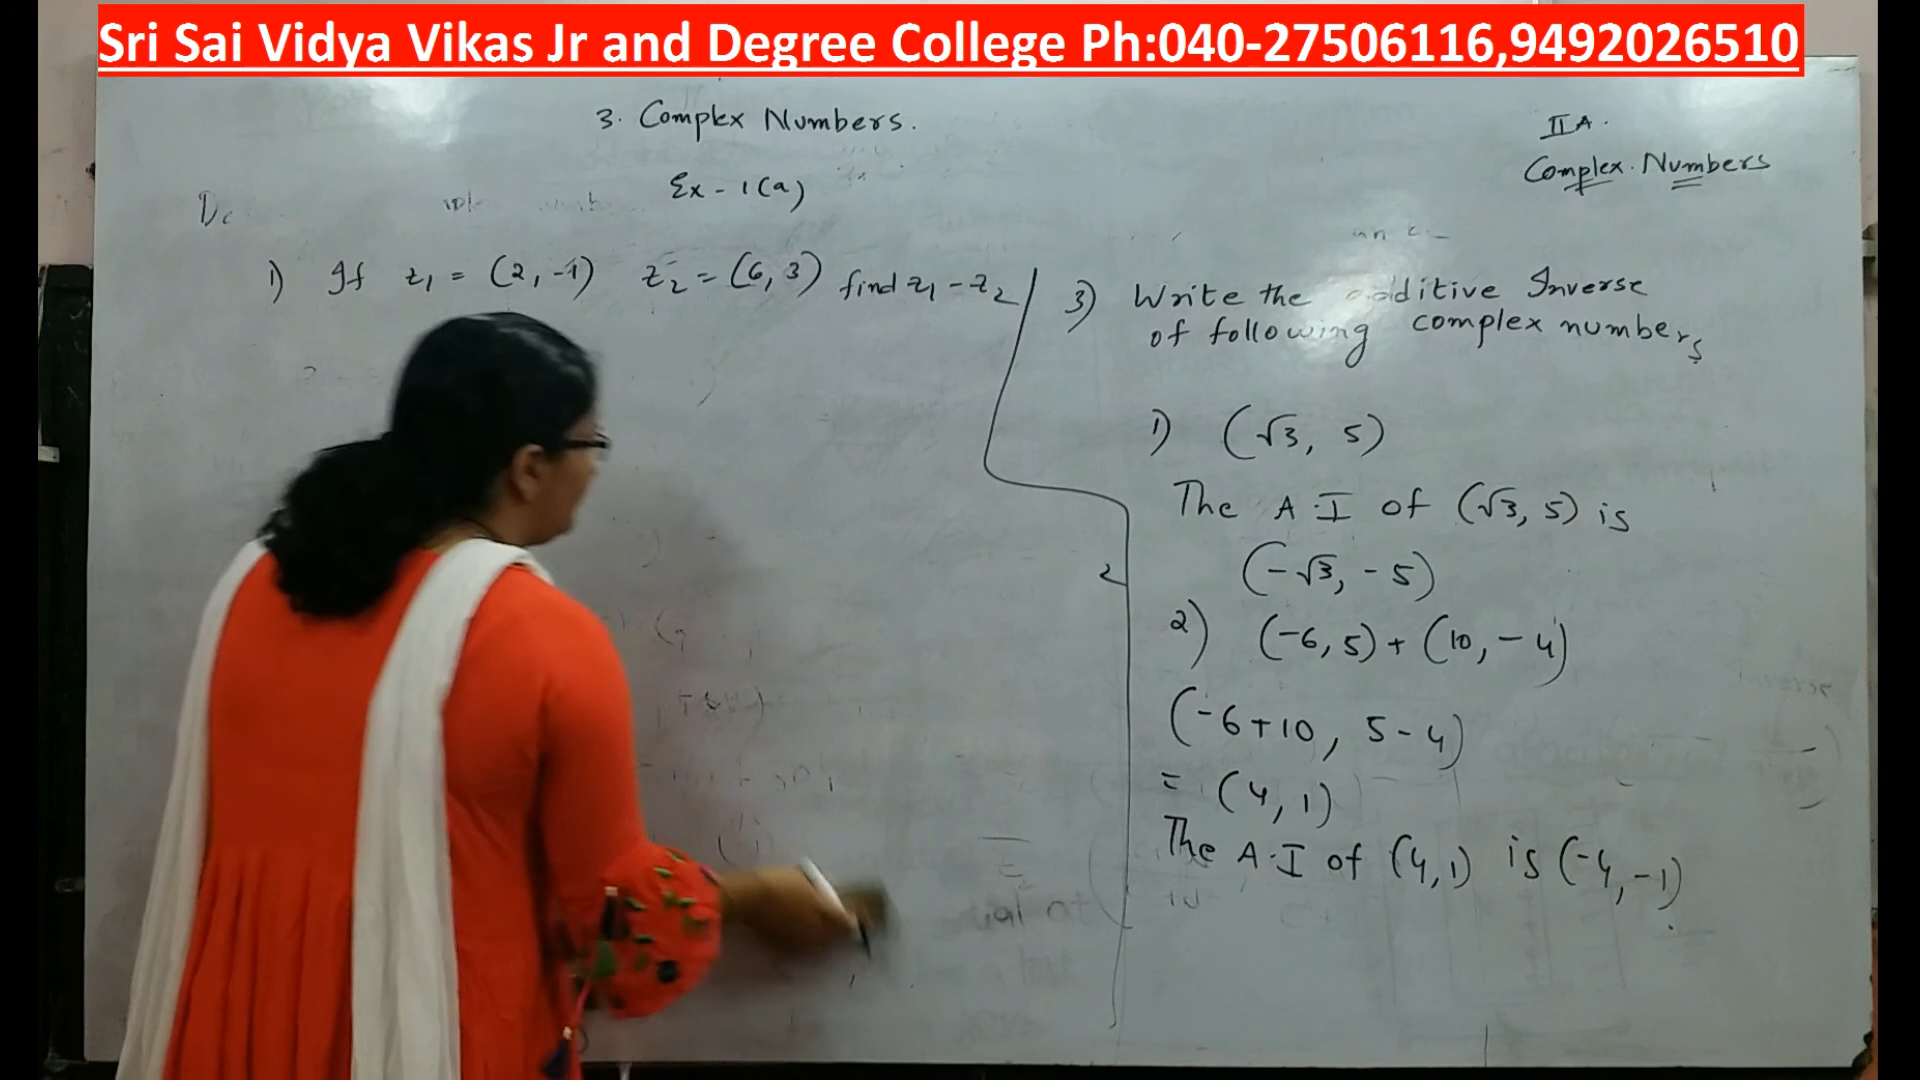 Sri Sai Vidya Vikas Jr and Degree College Ph:040-27506116,9492026510
3. Complex Numbers.
II A.
Complex Numbers
Ex - 1(a)
1) If z₁ = (2, -1) z₂ = (6, 3) find z₁ - z₂
3) Write the additive Inverse
of following complex numbers
1) (√3, 5)
The A.I of (√3, 5) is
(-√3, -5)
2) (-6, 5) + (10, -4)
(-6+10, 5-4)
= (4, 1)
The A.I of (4,1) is (-4,-1).